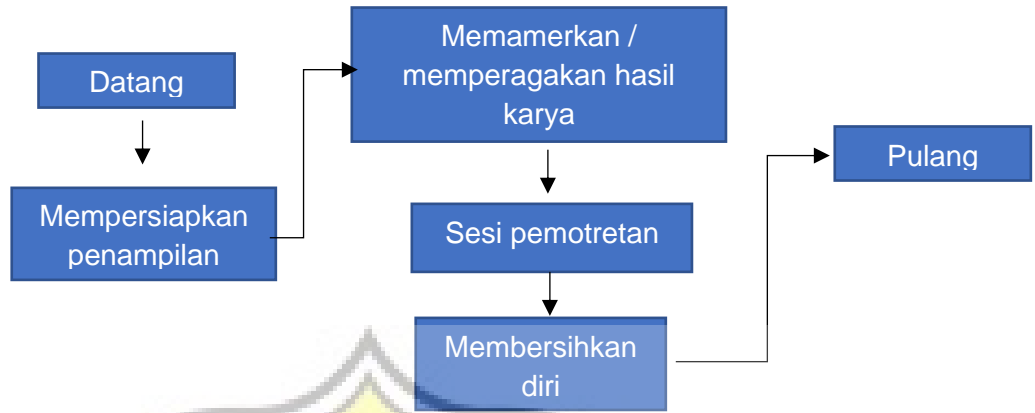 Datang
Mempersiapkan
penampilan
Memamerkan /
memperagakan hasil
karya
Sesi pemotretan
Membersihkan
diri
Pulang